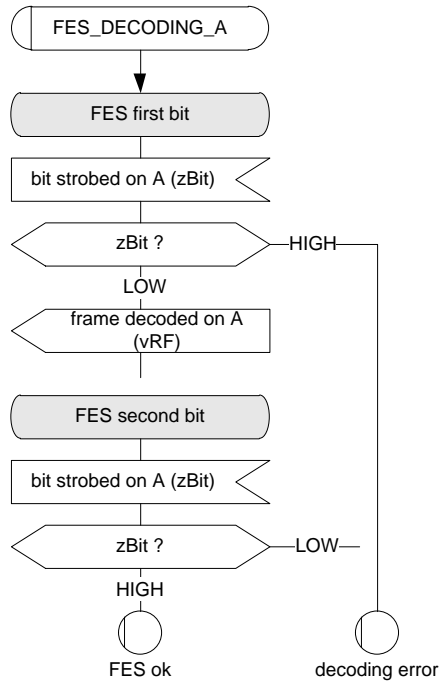 FES_DECODING_A
FES first bit
bit strobed on A (zBit)
zBit ?
HIGH
LOW
frame decoded on A
(vRF)
FES second bit
bit strobed on A (zBit)
zBit ?
LOW
HIGH
FES ok
decoding error